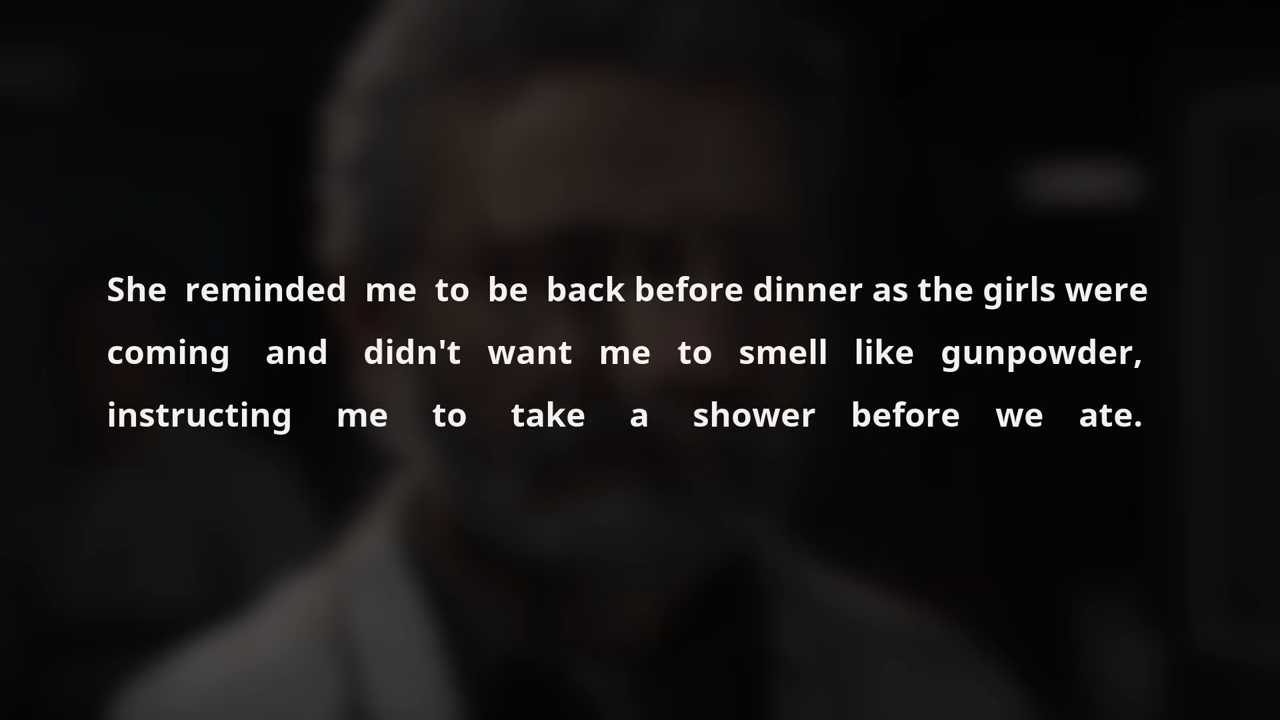 She reminded me to be back before dinner as the girls were
coming and didn't want me to smell like gunpowder,
instructing me to take a shower before we ate.